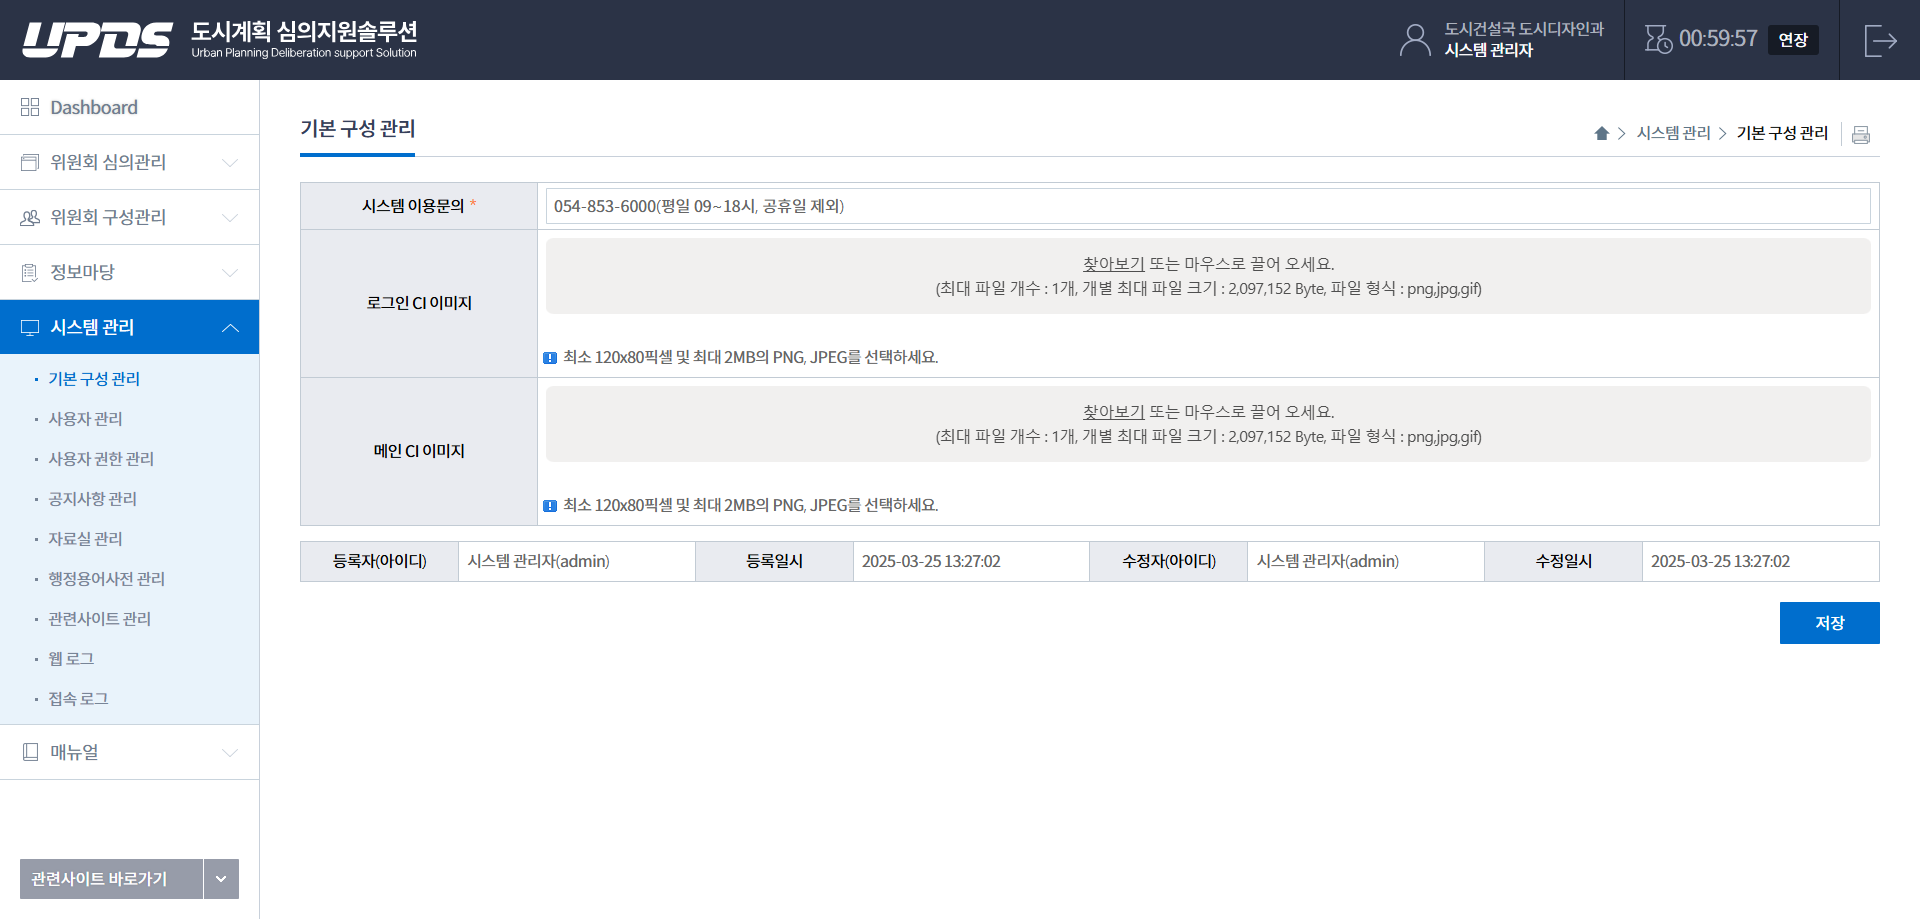 UPDS
도시계획 심의지원솔루션
Urban Planning Deliberation support Solution
도시건설국 도시디자인과
시스템 관리자
00:59:57
연장
Dashboard
위원회 심의관리
위원회 구성관리
정보마당
시스템 관리
기본 구성 관리
사용자 관리
사용자 권한 관리
공지사항 관리
자료실 관리
행정용어사전 관리
관련사이트 관리
웹 로그
접속 로그
매뉴얼
관련사이트 바로가기
기본 구성 관리
시스템 관리 > 기본 구성 관리
시스템 이용문의 *
054-853-6000(평일 09~18시, 공휴일 제외)
로그인 CI 이미지
찾아보기 또는 마우스로 끌어 오세요.
(최대 파일 개수 : 1개, 개별 최대 파일 크기 : 2,097,152 Byte, 파일 형식 : png,jpg,gif)
최소 120x80픽셀 및 최대 2MB의 PNG, JPEG를 선택하세요.
메인 CI 이미지
찾아보기 또는 마우스로 끌어 오세요.
(최대 파일 개수 : 1개, 개별 최대 파일 크기 : 2,097,152 Byte, 파일 형식 : png,jpg,gif)
최소 120x80픽셀 및 최대 2MB의 PNG, JPEG를 선택하세요.
등록자(아이디) 시스템 관리자(admin) 등록일시 2025-03-25 13:27:02 수정자(아이디) 시스템 관리자(admin) 수정일시 2025-03-25 13:27:02
저장